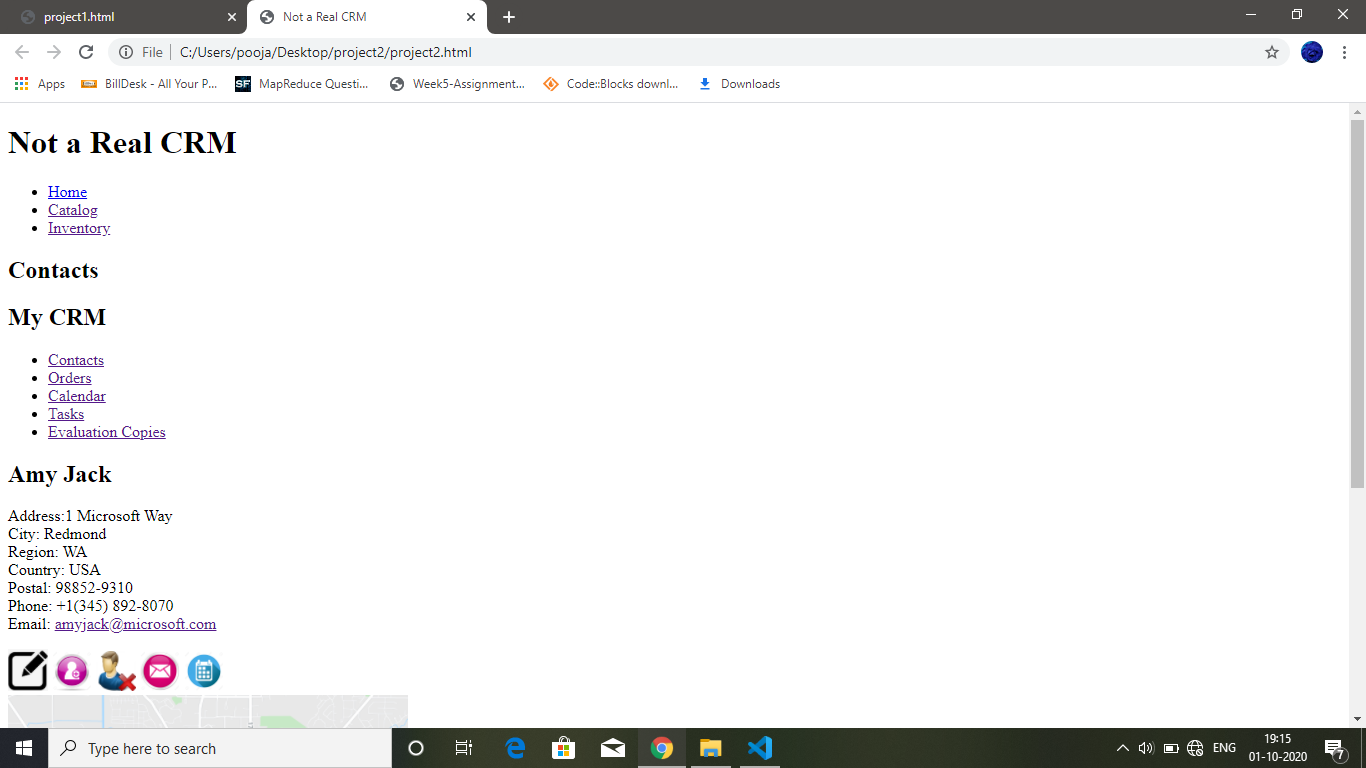 project1.html
Not a Real CRM
File C:/Users/pooja/Desktop/project2/project2.html
Apps BillDesk - All Your P... SF MapReduce Questi... Week5-Assignment... Code::Blocks downl... Downloads
Not a Real CRM
Home
Catalog
Inventory
Contacts
My CRM
Contacts
Orders
Calendar
Tasks
Evaluation Copies
Amy Jack
Address:1 Microsoft Way
City: Redmond
Region: WA
Country: USA
Postal: 98852-9310
Phone: +1(345) 892-8070
Email: amyjack@microsoft.com
Type here to search
ENG
19:15
01-10-2020
7